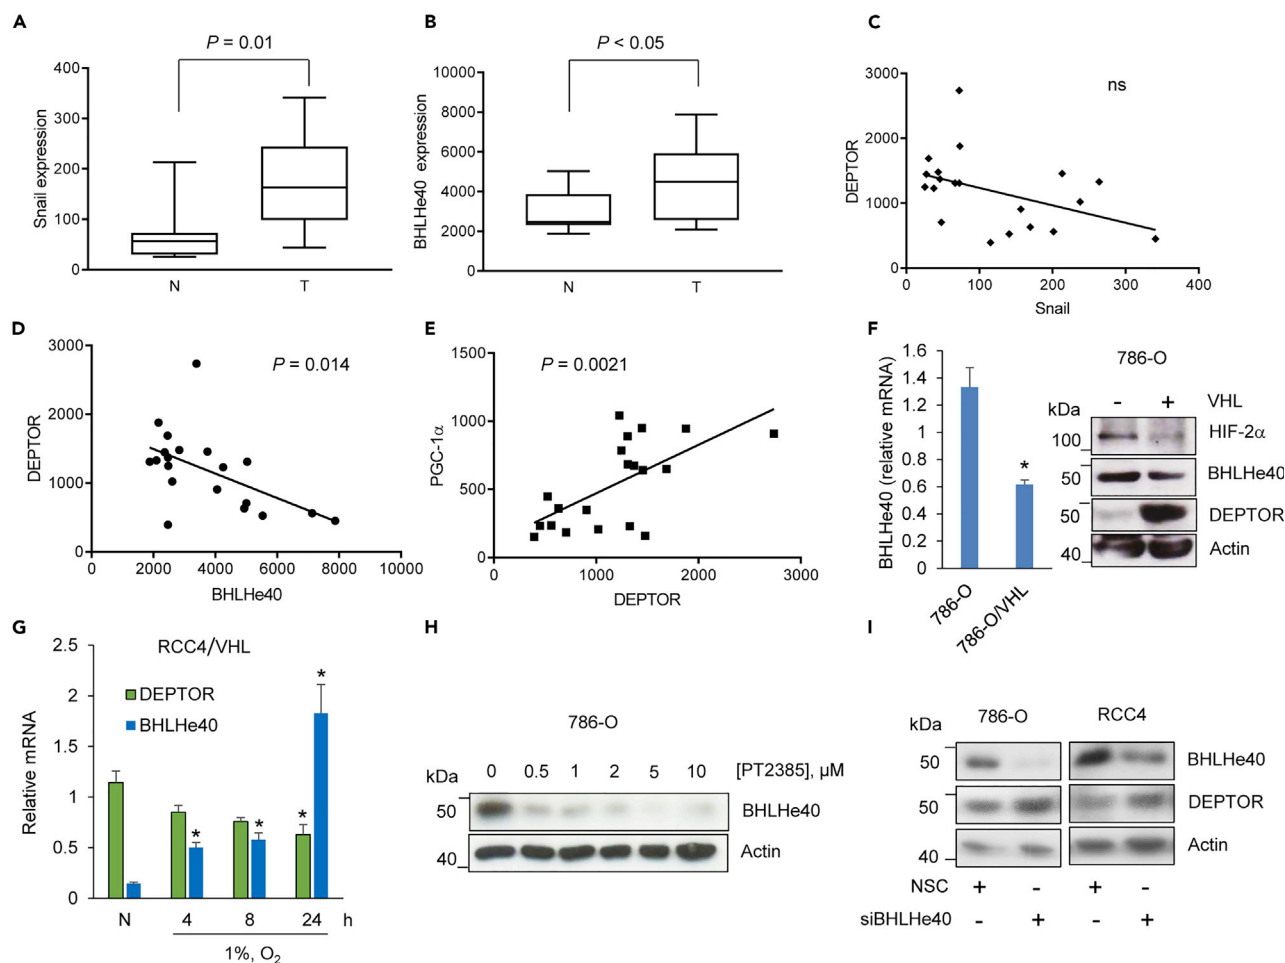 A
P = 0.01
Snail expression
400
300
200
100
0
N
T
B
P < 0.05
BHLHe40 expression
10000
8000
6000
4000
2000
0
N
T
C
ns
DEPTOR
3000
2000
1000
0
0
100
200
300
400
Snail
D
P = 0.014
DEPTOR
3000
2000
1000
0
0
2000
4000
6000
8000
10000
BHLHe40
E
P = 0.0021
PGC-1α
1500
1000
500
0
0
1000
2000
3000
DEPTOR
F
BHLHe40 (relative mRNA)
1.6
1.4
1.2
1
0.8
0.6
0.4
0.2
0
*
786-O
786-O/VHL
786-O
kDa
-
+
VHL
100
HIF-2α
50
BHLHe40
50
DEPTOR
40
Actin
G
RCC4/VHL
DEPTOR
BHLHe40
Relative mRNA
2.5
2
1.5
1
0.5
0
*
*
*
*
N
4
8
24
h
1%, O2
H
786-O
kDa
0
0.5
1
2
5
10
[PT2385], µM
50
BHLHe40
40
Actin
I
kDa
786-O
RCC4
50
BHLHe40
50
DEPTOR
40
Actin
NSC
+
-
+
-
siBHLHe40
-
+
-
+